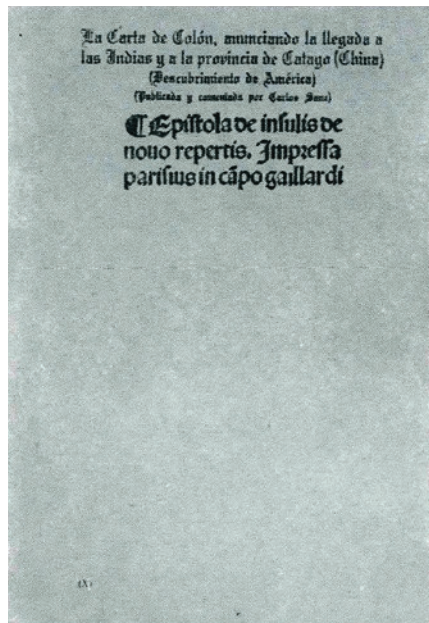 La Carta de Colón, anunciando la llegada a
las Indias y a la provincia de Catayo (China)
(Descubrimiento de América)
(Publicada y comentada por Carlos Sanz)
¶ Epistola de insulis de
nouo repertis. Impressa
parisius in cāpo gaillardi
(X)